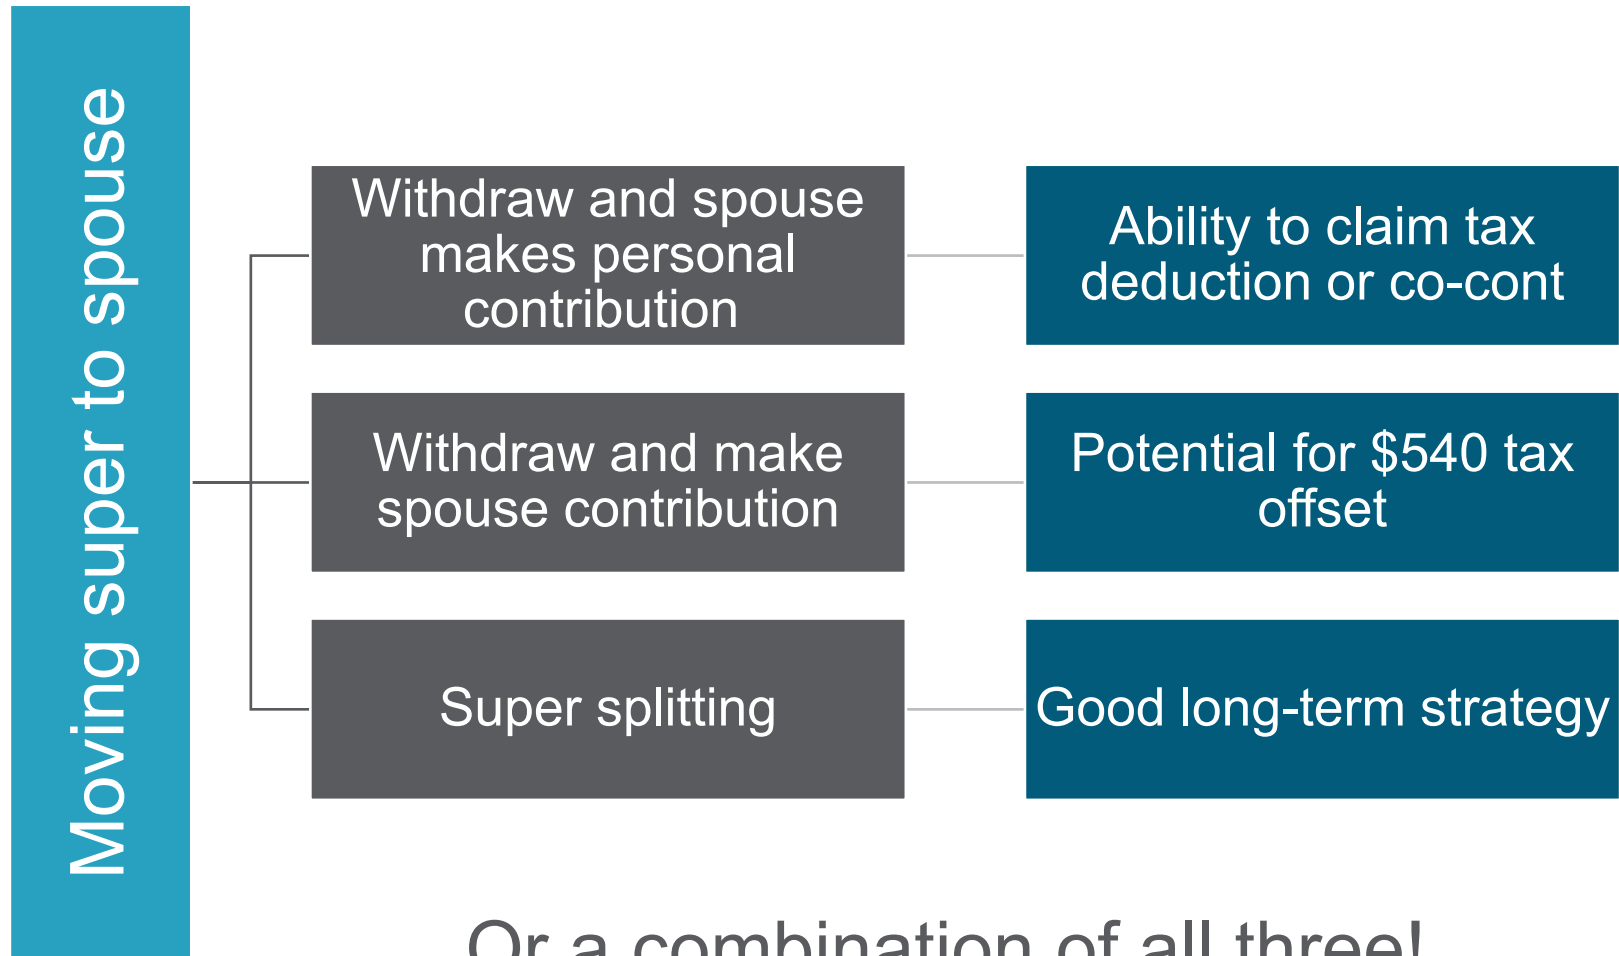 Moving super to spouse
Withdraw and spouse
makes personal
contribution
Ability to claim tax
deduction or co-cont
Withdraw and make
spouse contribution
Potential for $540 tax
offset
Super splitting
Good long-term strategy
Or a combination of all three!